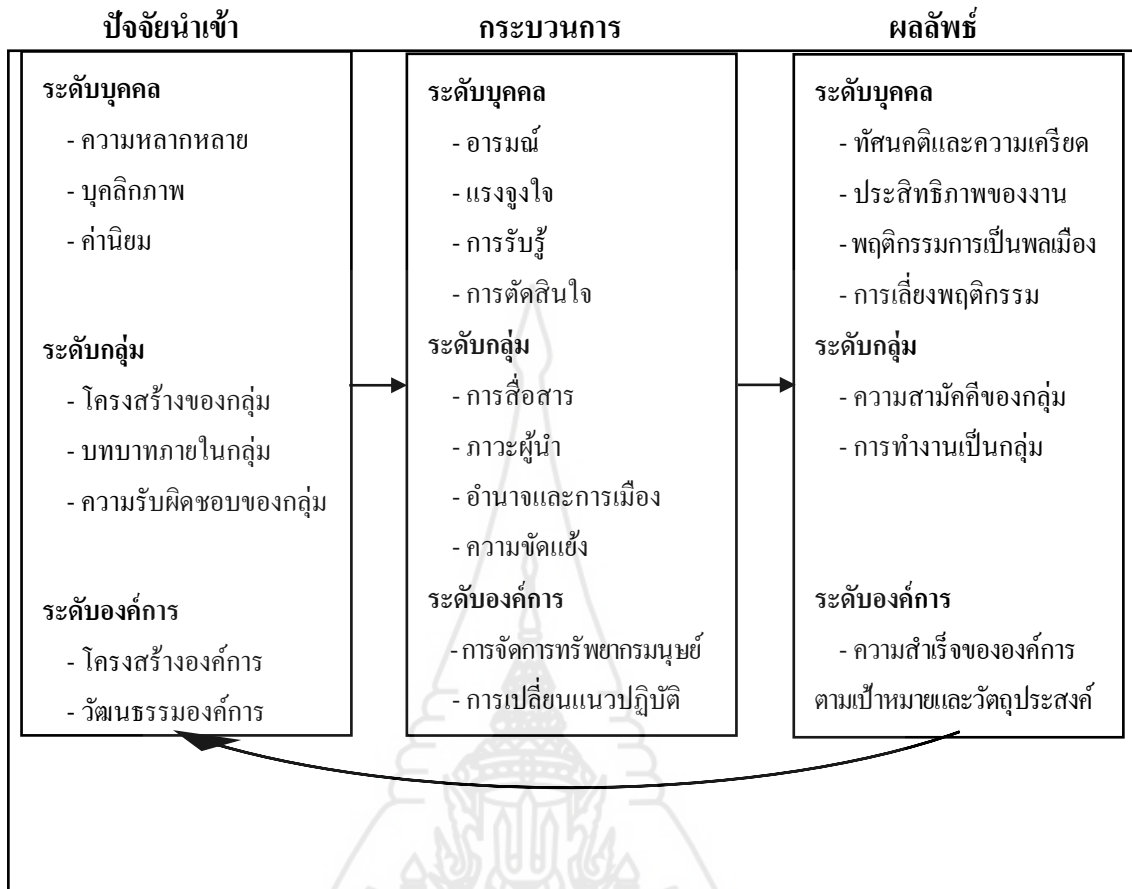 ปัจจัยนำเข้า
ระดับบุคคล
- ความหลากหลาย
- บุคลิกภาพ
- ค่านิยม
ระดับกลุ่ม
- โครงสร้างของกลุ่ม
- บทบาทภายในกลุ่ม
- ความรับผิดชอบของกลุ่ม
ระดับองค์การ
- โครงสร้างองค์การ
- วัฒนธรรมองค์การ
กระบวนการ
ระดับบุคคล
- อารมณ์
- แรงจูงใจ
- การรับรู้
- การตัดสินใจ
ระดับกลุ่ม
- การสื่อสาร
- ภาวะผู้นำ
- อำนาจและการเมือง
- ความขัดแย้ง
ระดับองค์การ
- การจัดการทรัพยากรมนุษย์
- การเปลี่ยนแนวปฏิบัติ
ผลลัพธ์
ระดับบุคคล
- ทัศนคติและความเครียด
- ประสิทธิภาพของงาน
- พฤติกรรมการเป็นพลเมือง
- การเลี่ยงพฤติกรรม
ระดับกลุ่ม
- ความสามัคคีของกลุ่ม
- การทำงานเป็นกลุ่ม
ระดับองค์การ
- ความสำเร็จขององค์การ
ตามเป้าหมายและวัตถุประสงค์